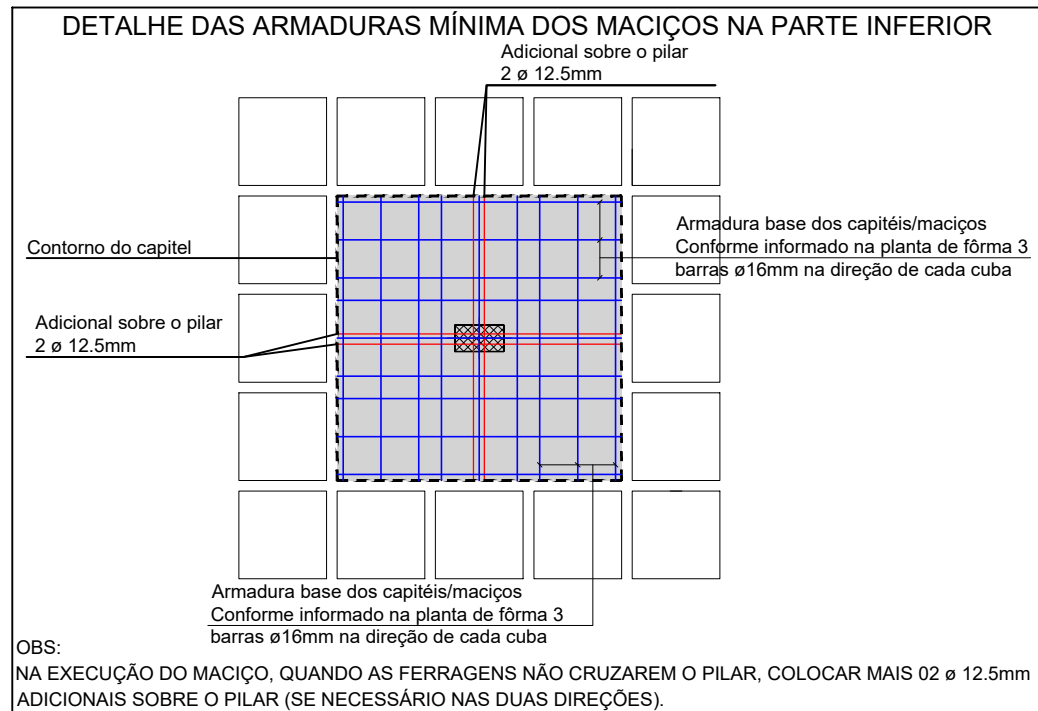 DETALHE DAS ARMADURAS MÍNIMA DOS MACIÇOS NA PARTE INFERIOR
Adicional sobre o pilar
2 ø 12.5mm
Armadura base dos capitéis/maciços
Conforme informado na planta de fôrma 3
barras ø16mm na direção de cada cuba
Contorno do capitel
Adicional sobre o pilar
2 ø 12.5mm
Armadura base dos capitéis/maciços
Conforme informado na planta de fôrma 3
barras ø16mm na direção de cada cuba
OBS:
NA EXECUÇÃO DO MACIÇO, QUANDO AS FERRAGENS NÃO CRUZAREM O PILAR, COLOCAR MAIS 02 ø 12.5mm
ADICIONAIS SOBRE O PILAR (SE NECESSÁRIO NAS DUAS DIREÇÕES).